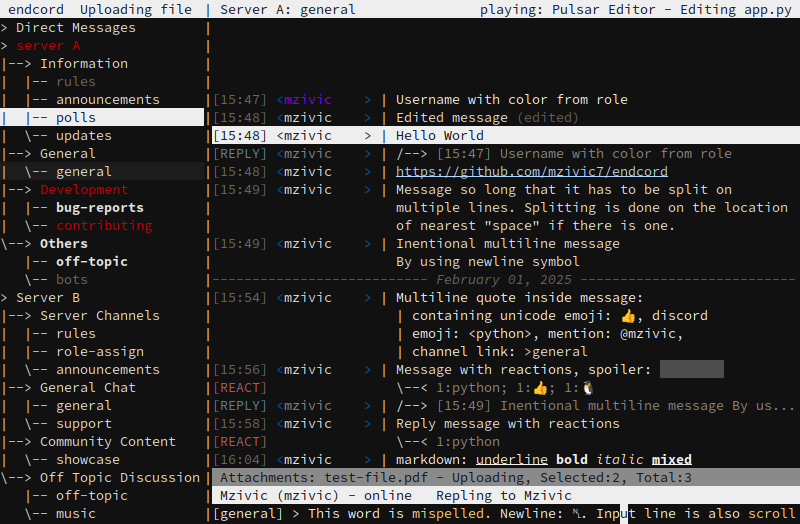 endcord  Uploading file | Server A: general playing: Pulsar Editor - Editing app.py
> Direct Messages
> server A
|--> Information
|  |-- rules
|  |-- announcements
|  |-- polls
|  \-- updates
|--> General
|  \-- general
|--> Development
|  |-- bug-reports
|  \-- contributing
\--> Others
   |-- off-topic
   \-- bots
> Server B
|--> Server Channels
|  |-- rules
|  |-- role-assign
|  \-- announcements
|--> General Chat
|  |-- general
|  \-- support
|--> Community Content
|  \-- showcase
\--> Off Topic Discussion
   |-- off-topic
   \-- music
[15:47] <mzivic    > | Username with color from role
[15:48] <mzivic    > | Edited message (edited)
[15:48] <mzivic    > | Hello World
[REPLY] <mzivic    > | /--> [15:47] Username with color from role
[15:48] <mzivic    > | https://github.com/mzivic7/endcord
[15:49] <mzivic    > | Message so long that it has to be split on
multiple lines. Splitting is done on the location
of nearest "space" if there is one.
[15:49] <mzivic    > | Inentional multiline message
By using newline symbol
--------------------------- February 01, 2025 ---------------------------
[15:54] <mzivic    > | Multiline quote inside message:
| containing unicode emoji: 👍, discord
| emoji: <python>, mention: @mzivic,
| channel link: >general
[15:56] <mzivic    > | Message with reactions, spoiler:
[REACT] \--< 1:python; 1:👍; 1:🐧
[REPLY] <mzivic    > | /--> [15:49] Inentional multiline message By us...
[15:58] <mzivic    > | Reply message with reactions
[REACT] \--< 1:python
[16:04] <mzivic    > | markdown: underline bold italic mixed
Attachments: test-file.pdf - Uploading, Selected:2, Total:3
Mzivic (mzivic) - online   Repling to Mzivic
[general] > This word is mispelled. Newline: ␤. Input line is also scroll